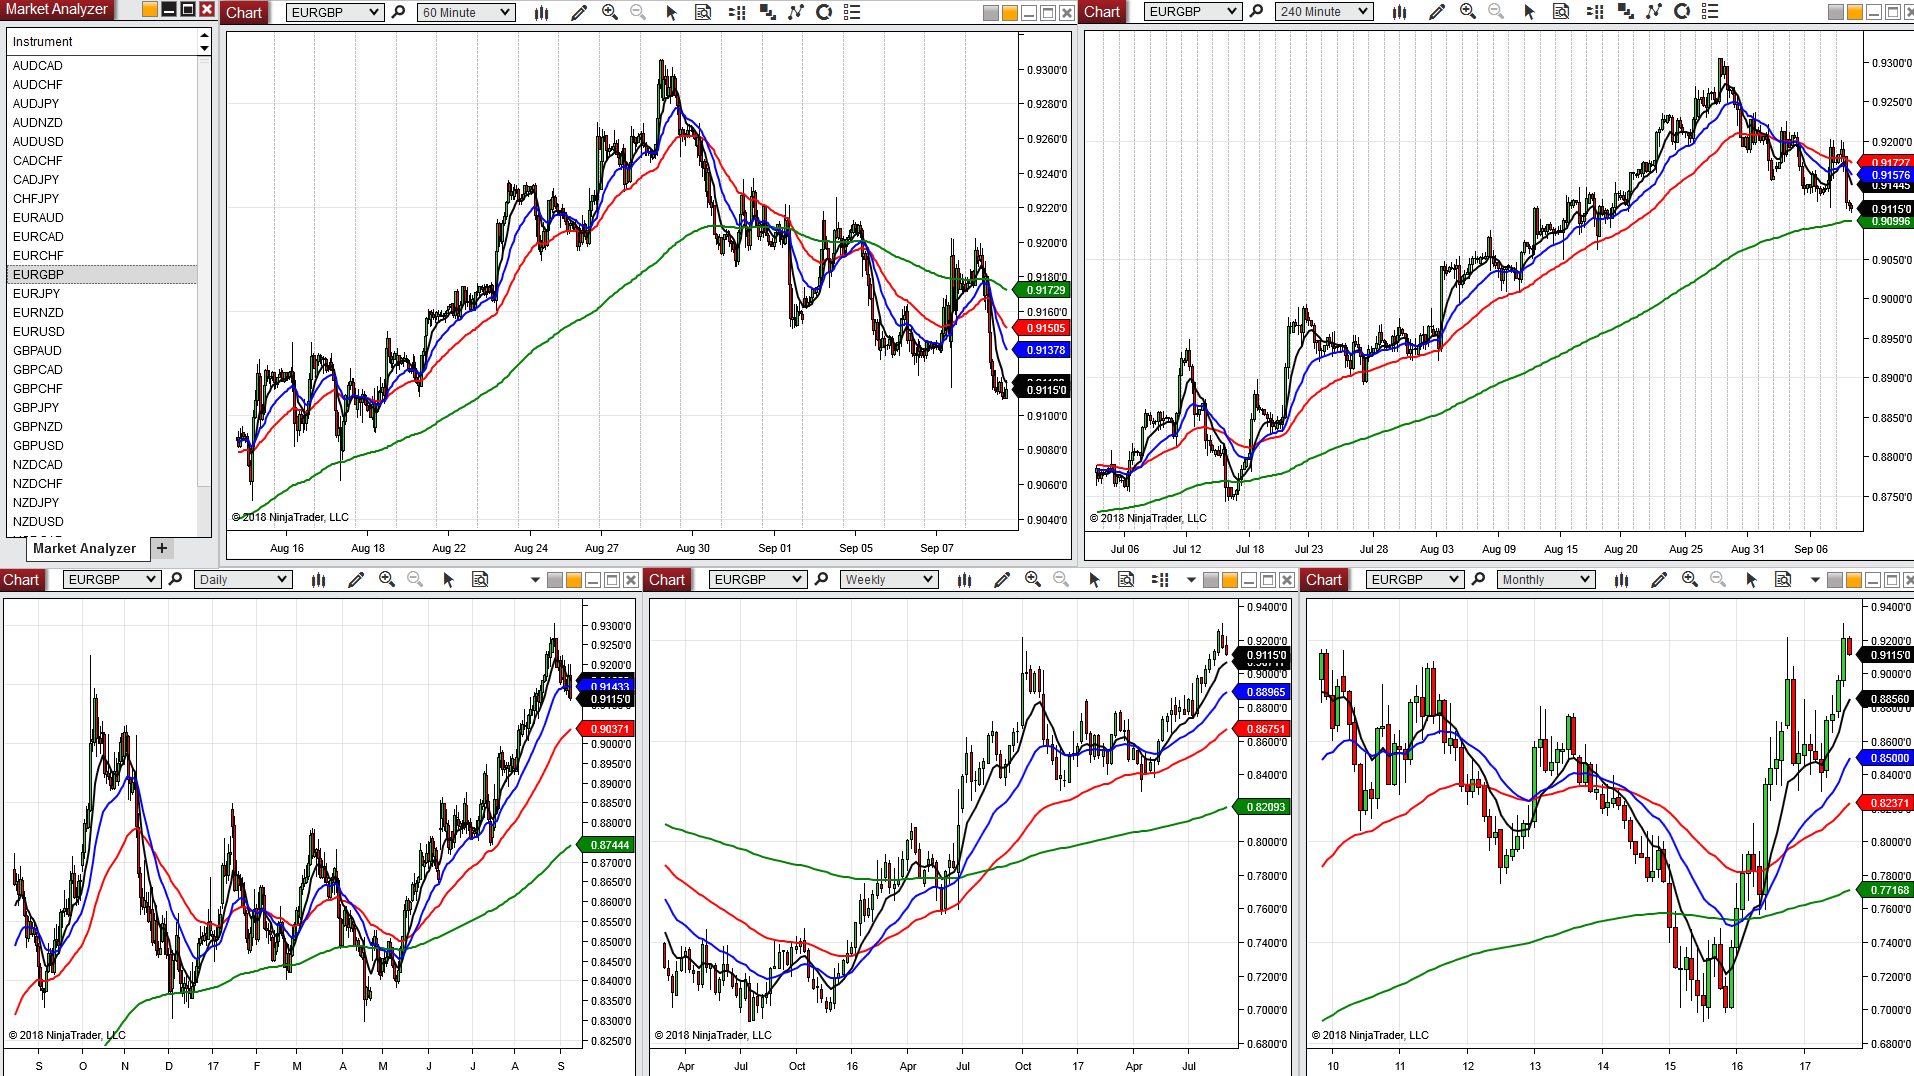 Market Analyzer
Instrument
AUDCAD
AUDCHF
AUDJPY
AUDNZD
AUDUSD
CADCHF
CADJPY
CHFJPY
EURAUD
EURCAD
EURCHF
EURGBP
EURJPY
EURNZD
EURUSD
GBPAUD
GBPCAD
GBPCHF
GBPJPY
GBPNZD
GBPUSD
NZDCAD
NZDCHF
NZDJPY
NZDUSD
Market Analyzer +
Chart EURGBP 60 Minute
0.9300'0
0.9280'0
0.9260'0
0.9240'0
0.9220'0
0.9200'0
0.9180'0
0.91729
0.9160'0
0.91505
0.91378
0.9115'0
0.9100'0
0.9080'0
0.9060'0
0.9040'0
© 2018 NinjaTrader, LLC
Aug 16 Aug 18 Aug 22 Aug 24 Aug 27 Aug 30 Sep 01 Sep 05 Sep 07
Chart EURGBP 240 Minute
0.9300'0
0.9250'0
0.9200'0
0.91727
0.91576
0.91445
0.9115'0
0.90996
0.9050'0
0.9000'0
0.8950'0
0.8900'0
0.8850'0
0.8800'0
0.8750'0
© 2018 NinjaTrader, LLC
Jul 06 Jul 12 Jul 18 Jul 23 Jul 28 Aug 03 Aug 09 Aug 15 Aug 20 Aug 25 Aug 31 Sep 06
Chart EURGBP Daily
0.9300'0
0.9250'0
0.9200'0
0.91433
0.9115'0
0.90371
0.9000'0
0.8950'0
0.8900'0
0.8850'0
0.8800'0
0.87444
0.8700'0
0.8650'0
0.8600'0
0.8550'0
0.8500'0
0.8450'0
0.8400'0
0.8350'0
0.8300'0
0.8250'0
© 2018 NinjaTrader, LLC
S O N D 17 F M A M J J A S
Chart EURGBP Weekly
0.9400'0
0.9200'0
0.9115'0
0.9000'0
0.88965
0.8800'0
0.86751
0.8600'0
0.8400'0
0.82093
0.8000'0
0.7800'0
0.7600'0
0.7400'0
0.7200'0
0.7000'0
0.6800'0
© 2018 NinjaTrader, LLC
Apr Jul Oct 16 Apr Jul Oct 17 Apr Jul
Chart EURGBP Monthly
0.9400'0
0.9200'0
0.9115'0
0.9000'0
0.88560
0.8800'0
0.8600'0
0.85000
0.8400'0
0.82371
0.8000'0
0.7800'0
0.77168
0.7600'0
0.7400'0
0.7200'0
0.7000'0
0.6800'0
© 2018 NinjaTrader, LLC
10 11 12 13 14 15 16 17